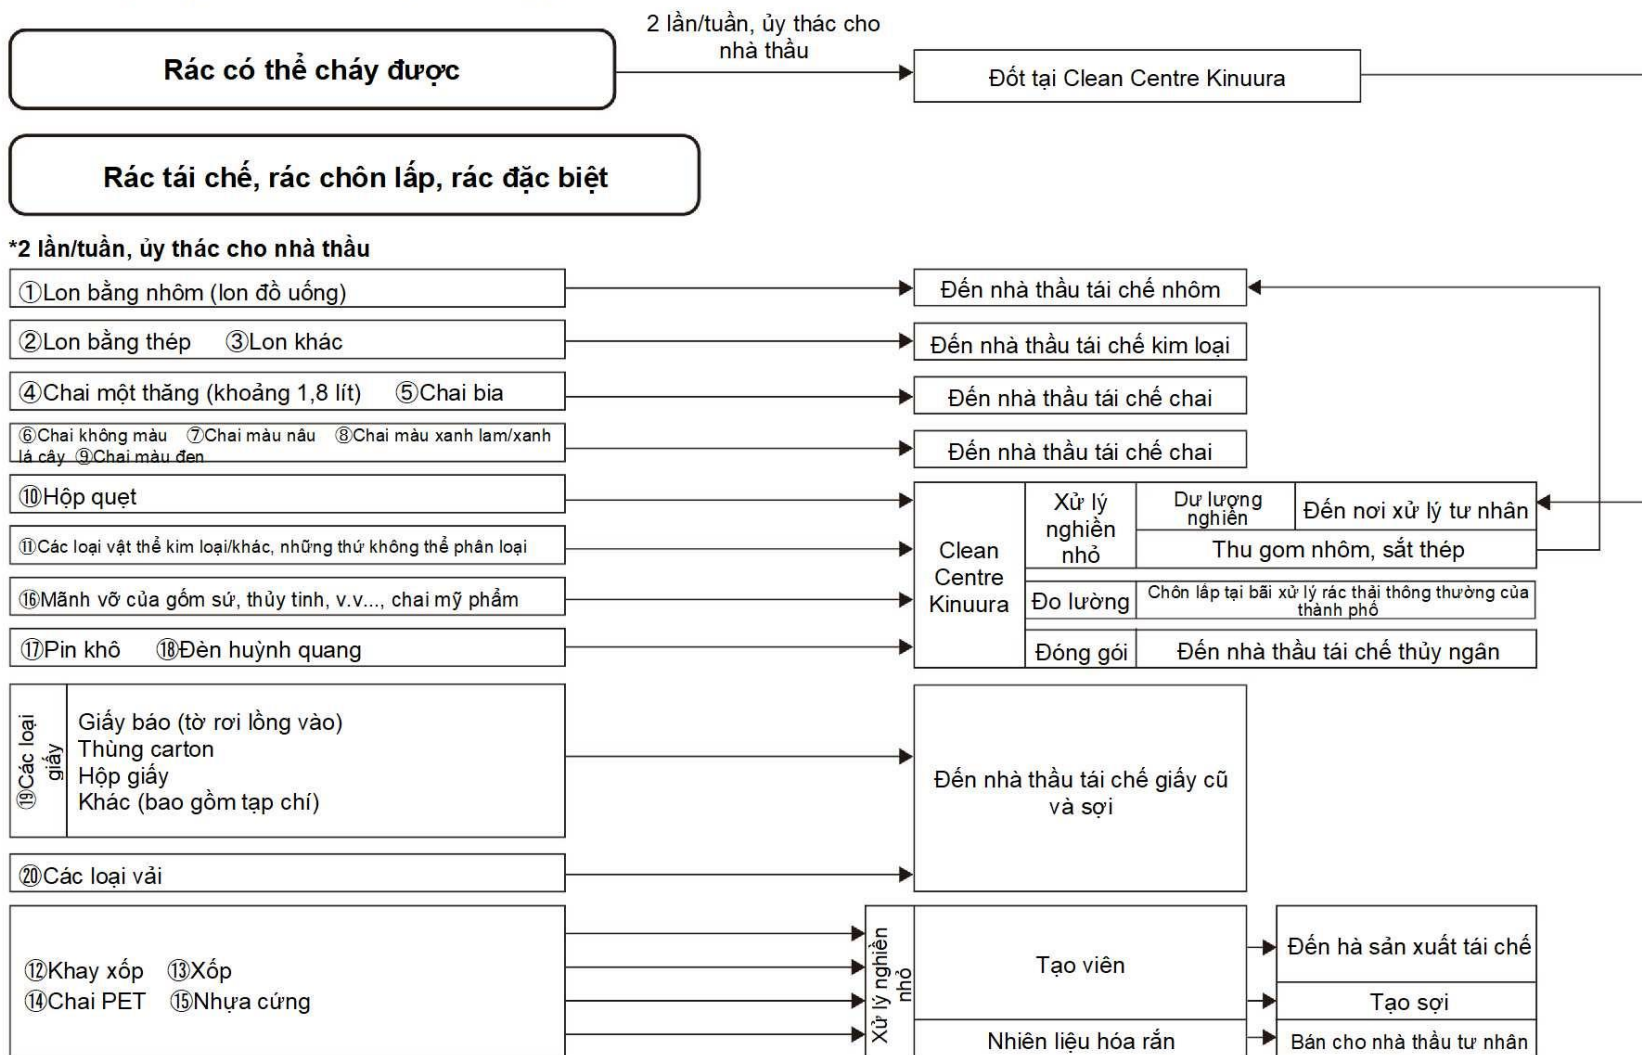 2 lần/tuần, ủy thác cho
nhà thầu
Rác có thể cháy được
Đốt tại Clean Centre Kinuura
Rác tái chế, rác chôn lấp, rác đặc biệt
*2 lần/tuần, ủy thác cho nhà thầu
①Lon bằng nhôm (lon đồ uống)
Đến nhà thầu tái chế nhôm
②Lon bằng thép ③Lon khác
Đến nhà thầu tái chế kim loại
④Chai một thăng (khoảng 1,8 lít) ⑤Chai bia
Đến nhà thầu tái chế chai
⑥Chai không màu ⑦Chai màu nâu ⑧Chai màu xanh lam/xanh
lá cây ⑨Chai màu đen
Đến nhà thầu tái chế chai
⑩Hộp quẹt
⑪Các loại vật thể kim loại/khác, những thứ không thể phân loại
⑯Mãnh vỡ của gốm sứ, thủy tinh, v.v..., chai mỹ phẩm
⑰Pin khô ⑱Đèn huỳnh quang
Clean
Centre
Kinuura
Xử lý
nghiền
nhỏ
Dư lượng
nghiền
Đến nơi xử lý tư nhân
Thu gom nhôm, sắt thép
Đo lường
Chôn lấp tại bãi xử lý rác thải thông thường của
thành phố
Đóng gói
Đến nhà thầu tái chế thủy ngân
⑲Các loại
giấy
Giấy báo (tờ rơi lồng vào)
Thùng carton
Hộp giấy
Khác (bao gồm tạp chí)
Đến nhà thầu tái chế giấy cũ
và sợi
⑳Các loại vải
⑫Khay xốp ⑬Xốp
⑭Chai PET ⑮Nhựa cứng
Xử lý nghiền
nhỏ
Tạo viên
Đến hà sản xuất tái chế
Tạo sợi
Nhiên liệu hóa rắn
Bán cho nhà thầu tư nhân